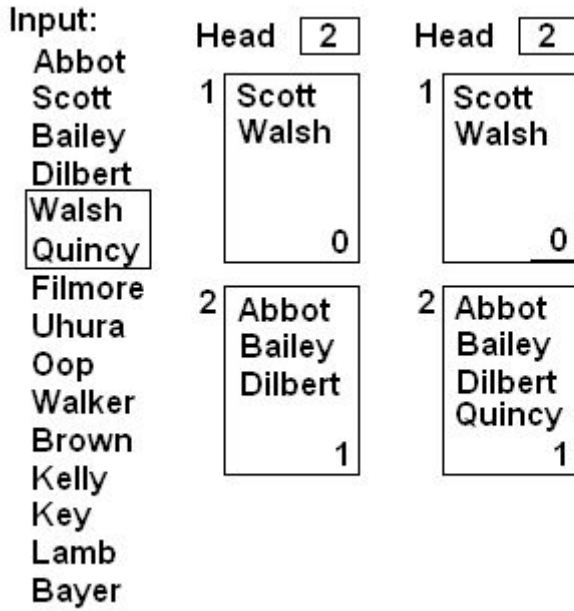 Input:
Abbot
Scott
Bailey
Dilbert
Walsh
Quincy
Filmore
Uhura
Oop
Walker
Brown
Kelly
Key
Lamb
Bayer
Head 2
1 Scott
Walsh
0
2 Abbot
Bailey
Dilbert
1
Head 2
1 Scott
Walsh
0
2 Abbot
Bailey
Dilbert
Quincy
1